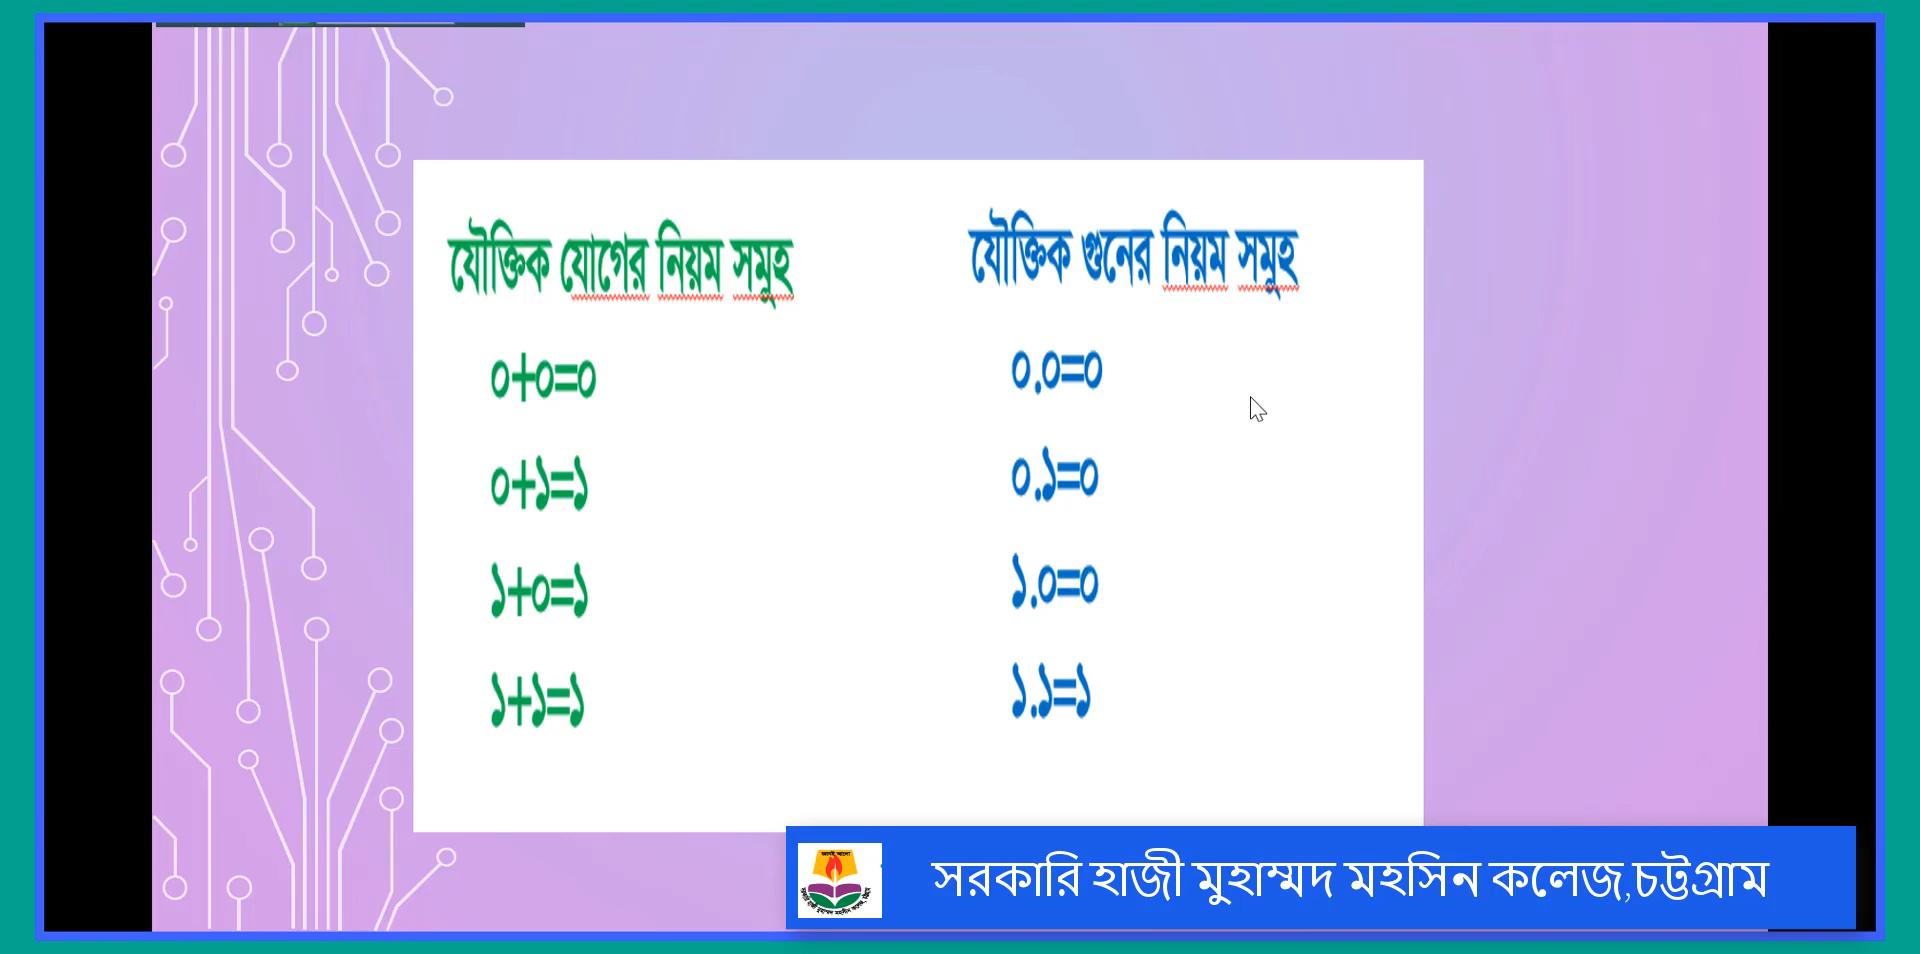 যৌক্তিক যোগের নিয়ম সমূহ
০+০=০
০+১=১
১+০=১
১+১=১
যৌক্তিক গুনের নিয়ম সমূহ
০.০=০
০.১=০
১.০=০
১.১=১
সরকারি হাজী মুহাম্মদ মহসিন কলেজ,চট্টগ্রাম